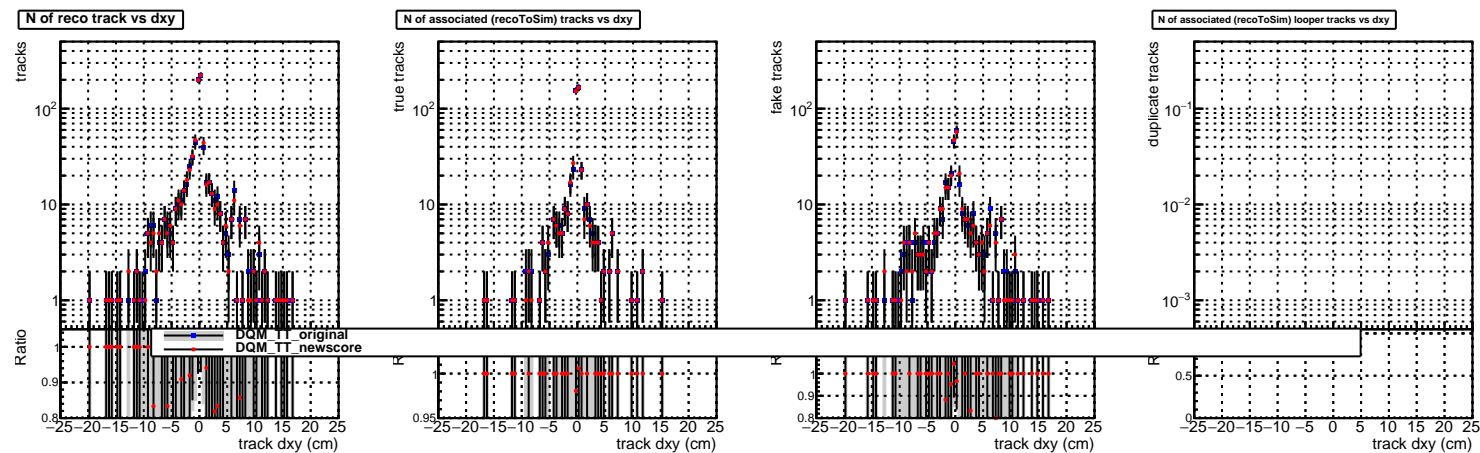 N of reco track vs dxy
tracks
10²
10
1
Ratio
1
0.9
0.8
−25 −20 −15 −10 −5 0 5 10 15 20 25
track dxy (cm)
N of associated (recoToSim) tracks vs dxy
true tracks
10²
10
1
1
0.95
−25 −20 −15 −10 −5 0 5 10 15 20 25
track dxy (cm)
fake tracks
10²
10
1
1
0.9
0.8
−25 −20 −15 −10 −5 0 5 10 15 20 25
track dxy (cm)
N of associated (recoToSim) looper tracks vs dxy
duplicate tracks
10⁻¹
10⁻²
10⁻³
0.5
0
−25 −20 −15 −10 −5 0 5 10 15 20 25
track dxy (cm)
DQM_TT_original
DQM_TT_newscore